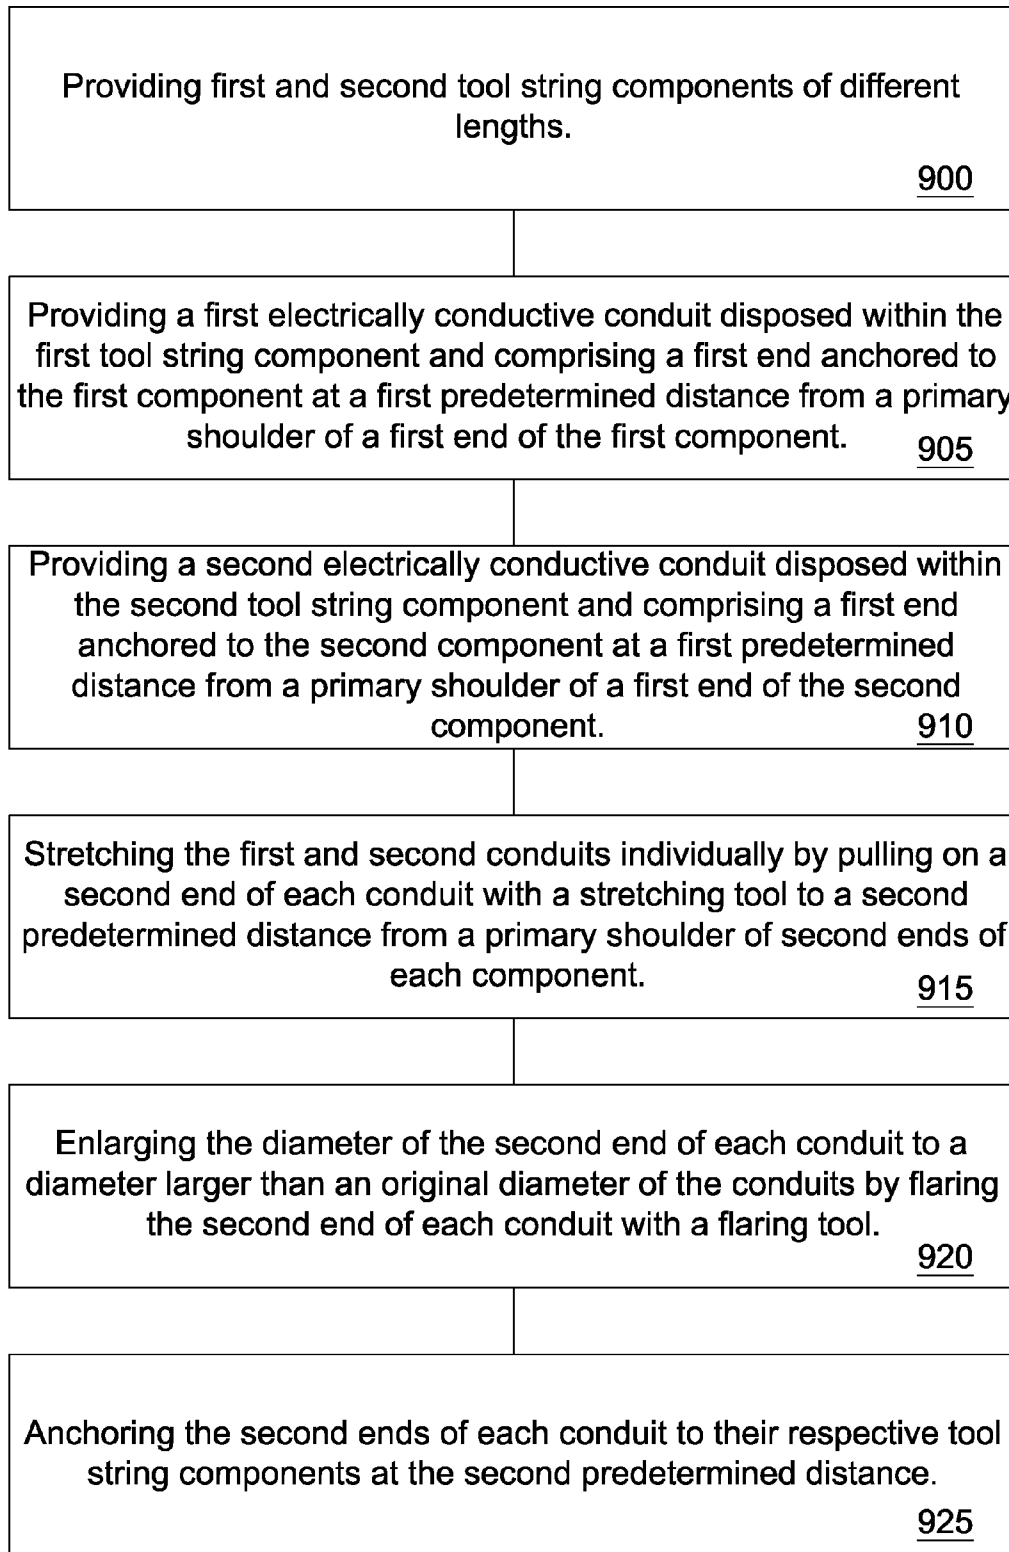 Providing first and second tool string components of different
lengths.
900
Providing a first electrically conductive conduit disposed within the
first tool string component and comprising a first end anchored to
the first component at a first predetermined distance from a primary
shoulder of a first end of the first component.
905
Providing a second electrically conductive conduit disposed within
the second tool string component and comprising a first end
anchored to the second component at a first predetermined
distance from a primary shoulder of a first end of the second
component.
910
Stretching the first and second conduits individually by pulling on a
second end of each conduit with a stretching tool to a second
predetermined distance from a primary shoulder of second ends of
each component.
915
Enlarging the diameter of the second end of each conduit to a
diameter larger than an original diameter of the conduits by flaring
the second end of each conduit with a flaring tool.
920
Anchoring the second ends of each conduit to their respective tool
string components at the second predetermined distance.
925